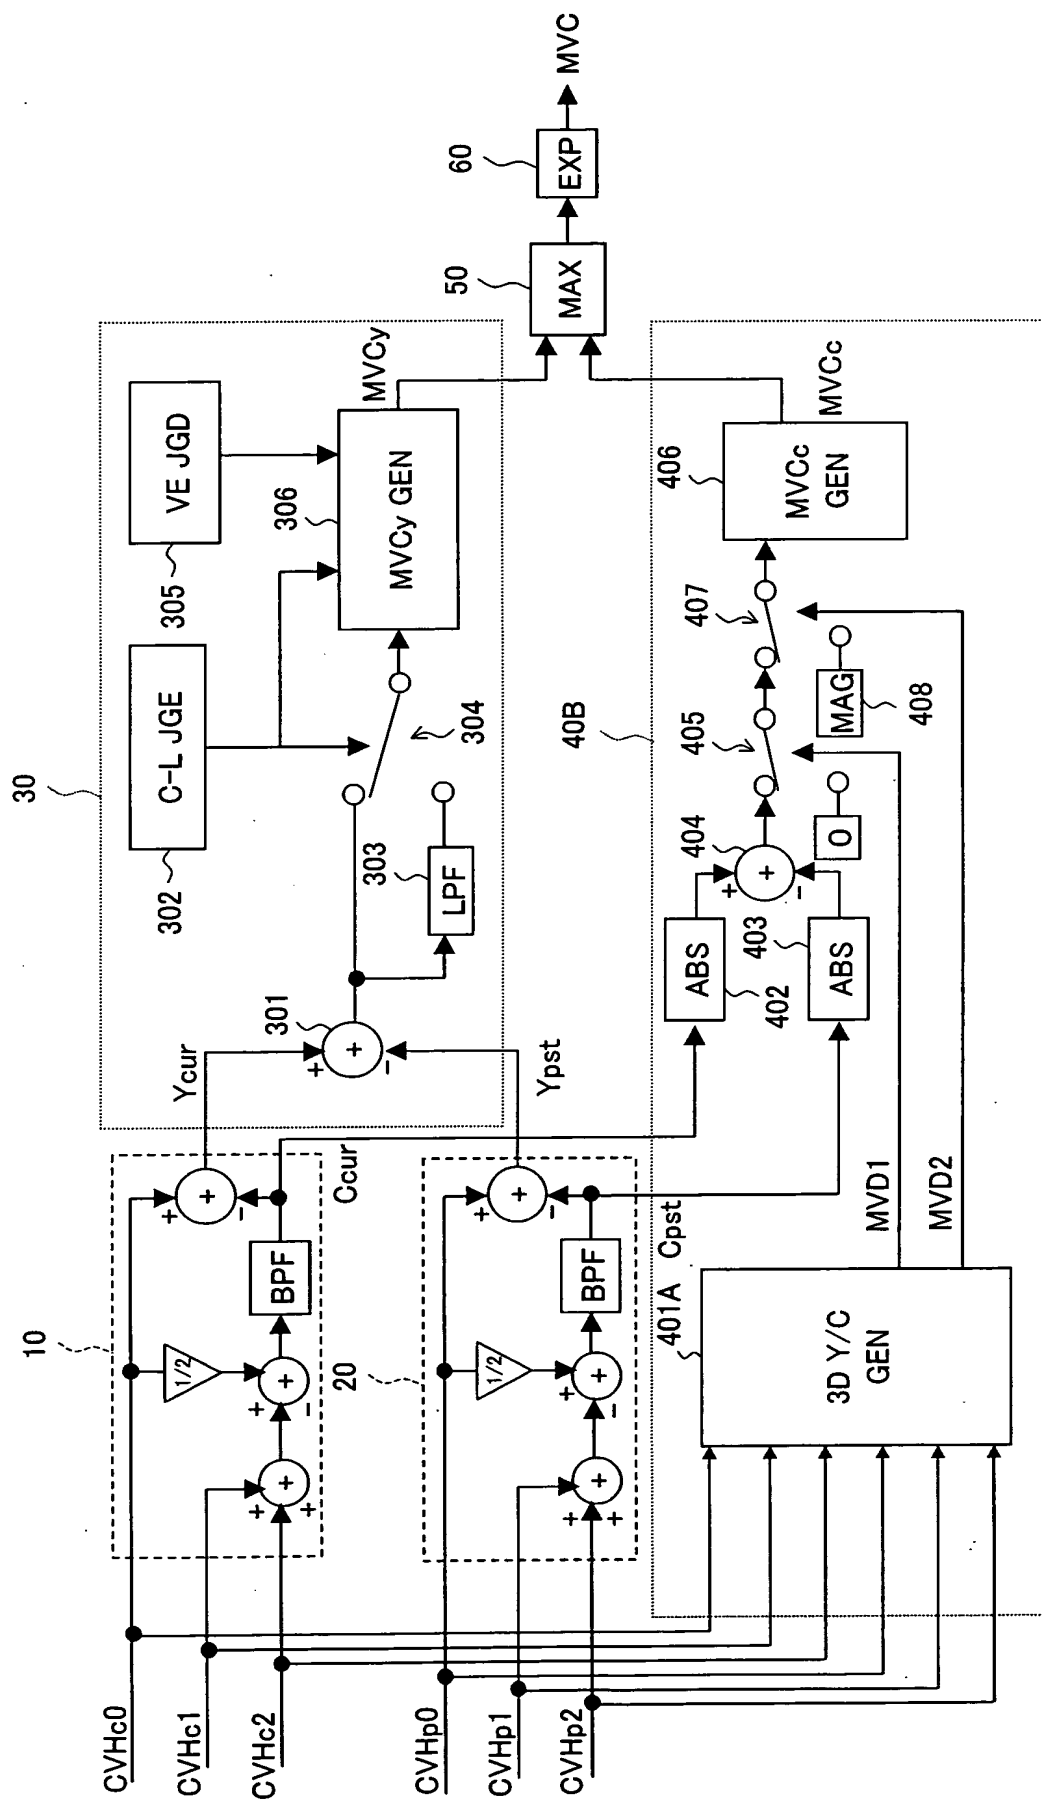 CVHc0
CVHc1
CVHc2
CVHp0
CVHp1
CVHp2
10
1/2
+
+
+
+
-
+
BPF
+
-
+
Ycur
Ccur
20
1/2
+
+
+
+
-
+
BPF
+
-
+
Ypst
Cpst
30
301
+
-
+
302
C-L JGE
303
LPF
304
305
VE JGD
306
MVCy GEN
MVCy
40B
401A
3D Y/C
GEN
MVD1
MVD2
402
ABS
403
ABS
404
+
-
+
0
405
407
MAG
408
406
MVCc
GEN
MVCc
50
MAX
60
EXP
MVC